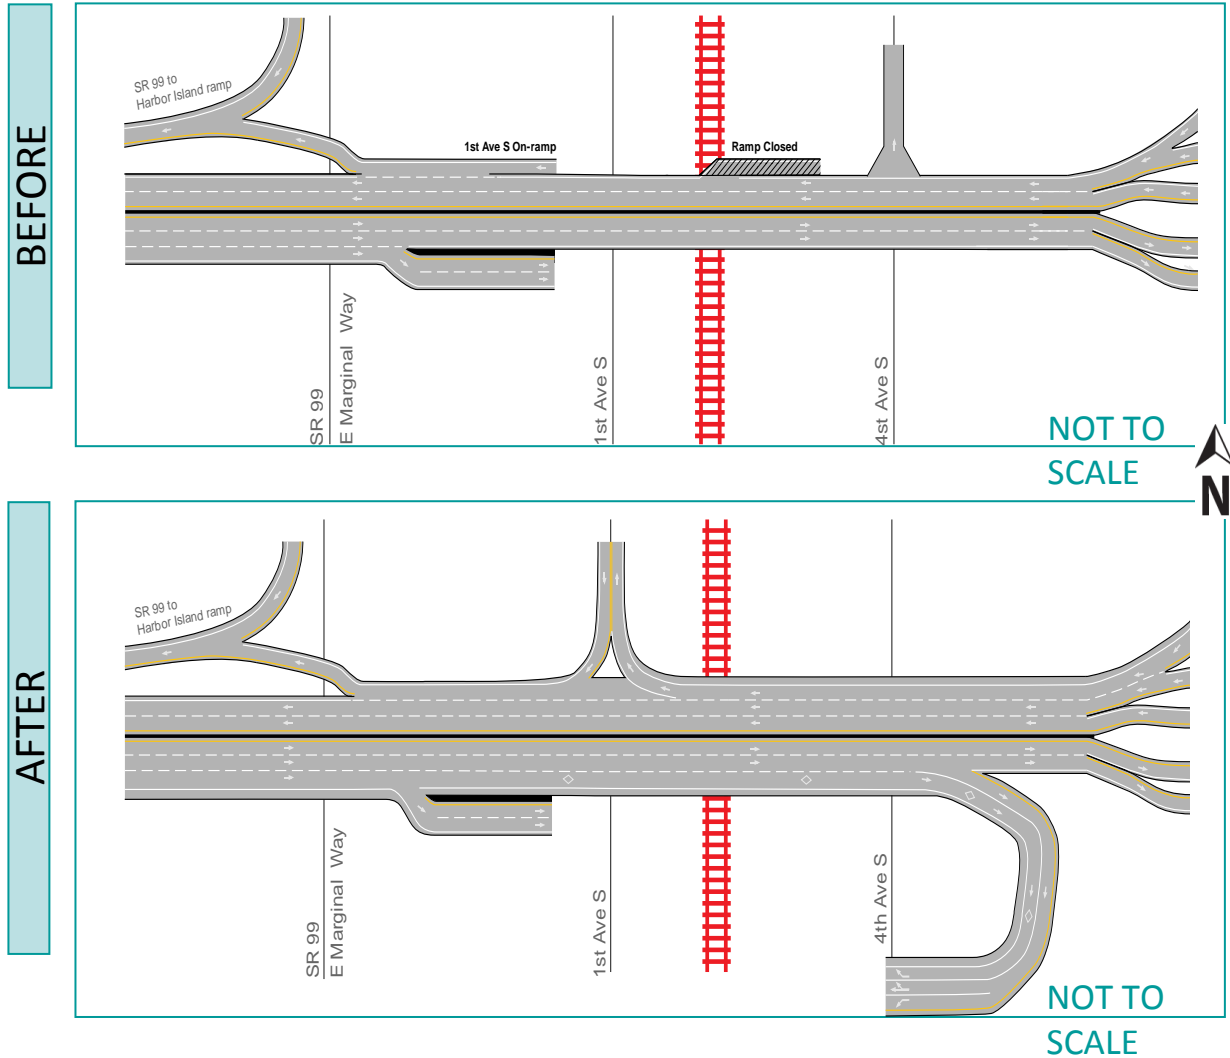 BEFORE
SR 99 to
Harbor Island ramp
1st Ave S On-ramp
Ramp Closed
SR 99
E Marginal Way
1st Ave S
4st Ave S
NOT TO
SCALE
N
AFTER
SR 99 to
Harbor Island ramp
SR 99
E Marginal Way
1st Ave S
4th Ave S
NOT TO
SCALE